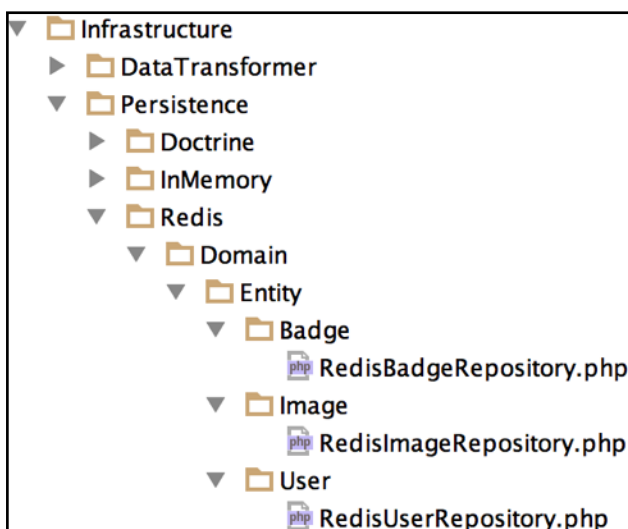 Infrastructure
DataTransformer
Persistence
Doctrine
InMemory
Redis
Domain
Entity
Badge
php RedisBadgeRepository.php
Image
php RedisImageRepository.php
User
php RedisUserRepository.php